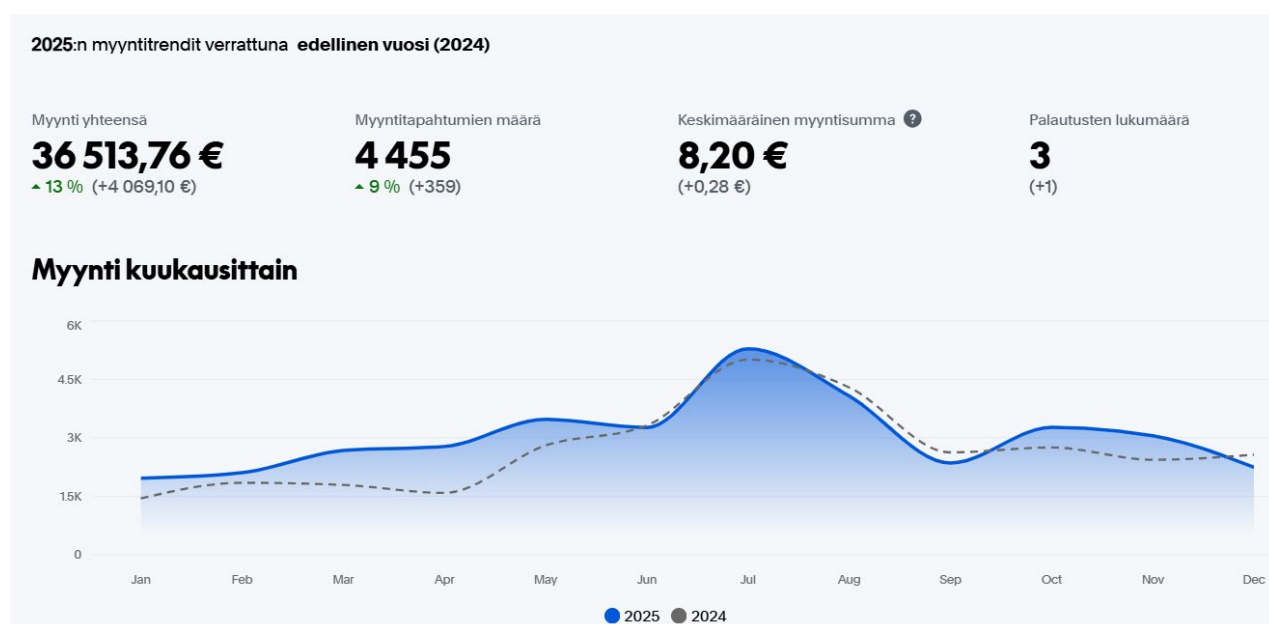 2025:n myyntitrendit verrattuna edellinen vuosi (2024)
Myynti yhteensä
36 513,76 €
13 % (+4 069,10 €)
Myyntitapahtumien määrä
4 455
9 % (+359)
Keskimääräinen myyntisumma ?
8,20 €
(+0,28 €)
Palautusten lukumäärä
3
(+1)
Myynti kuukausittain
6K
4.5K
3K
1.5K
0
Jan Feb Mar Apr May Jun Jul Aug Sep Oct Nov Dec
2025 2024